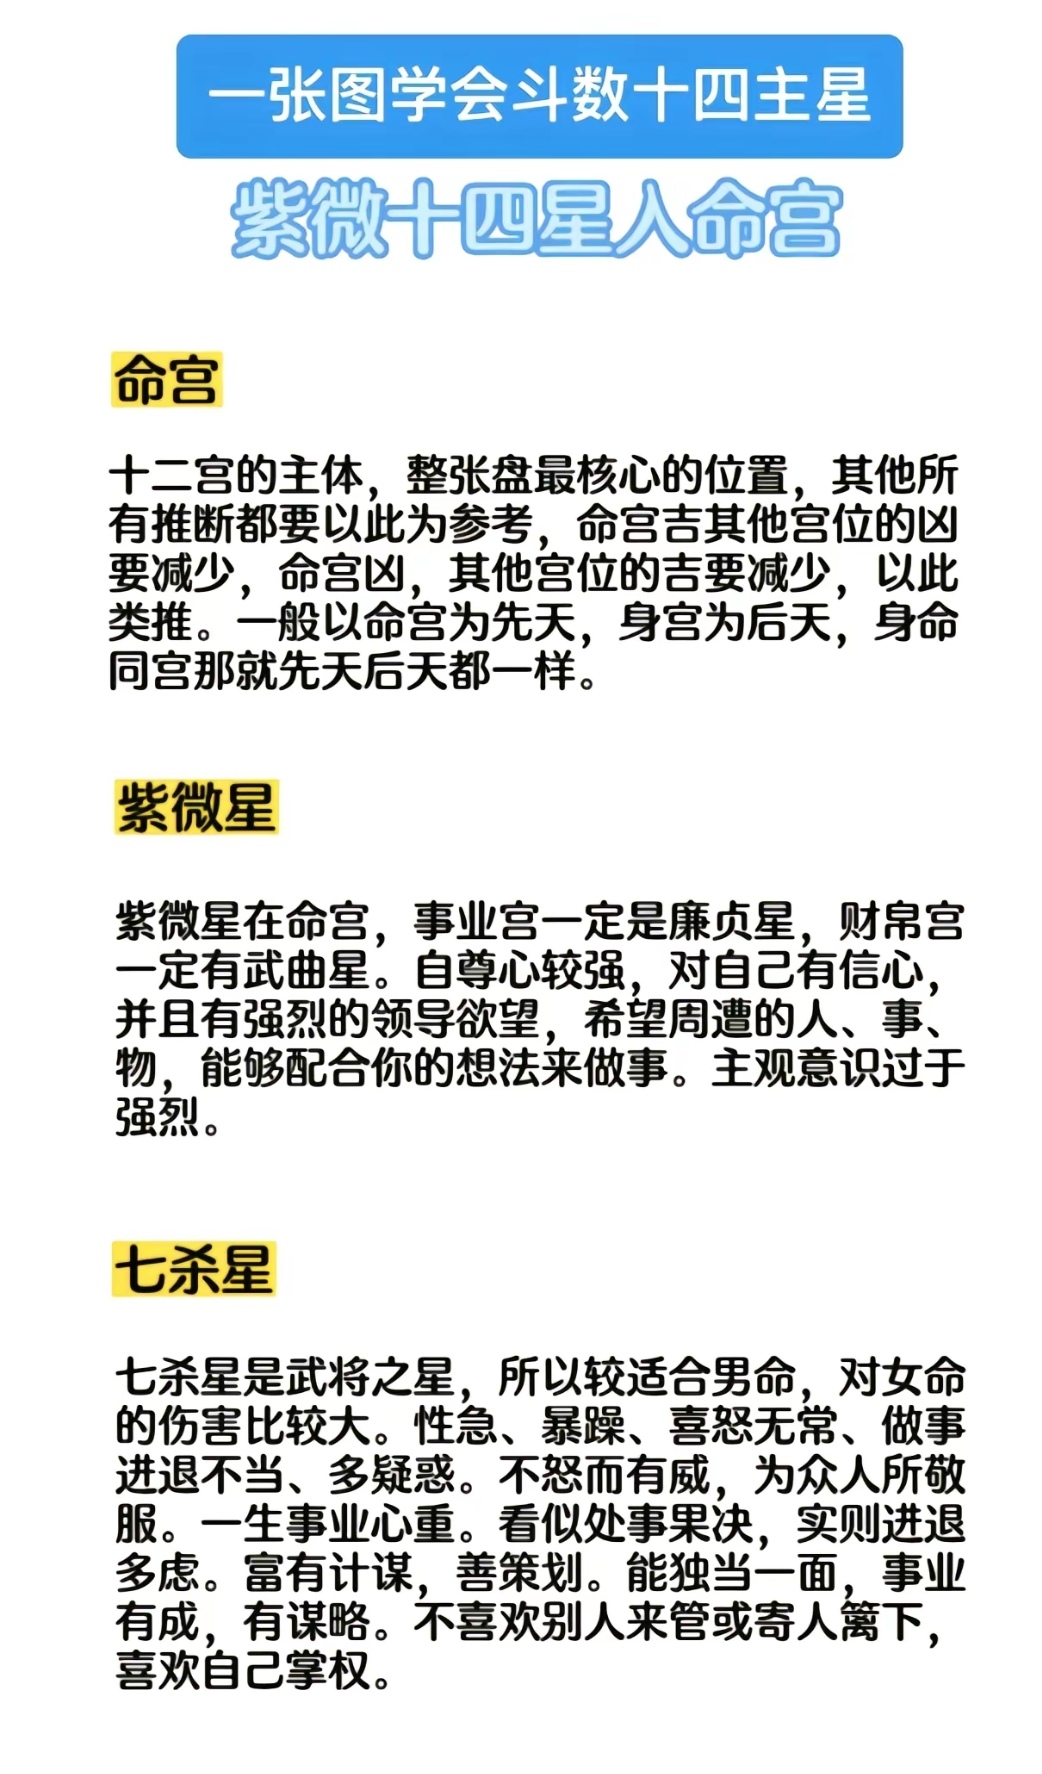 一张图学会斗数十四主星
紫微十四星入命宫
命宫
十二宫的主体，整张盘最核心的位置，其他所
有推断都要以此为参考，命宫吉其他宫位的凶
要减少，命宫凶，其他宫位的吉要减少，以此
类推。一般以命宫为先天，身宫为后天，身命
同宫那就先天后天都一样。
紫微星
紫微星在命宫，事业宫一定是廉贞星，财帛宫
一定有武曲星。自尊心较强，对自己有信心，
并且有强烈的领导欲望，希望周遭的人、事、
物，能够配合你的想法来做事。主观意识过于
强烈。
七杀星
七杀星是武将之星，所以较适合男命，对女命
的伤害比较大。性急、暴躁、喜怒无常、做事
进退不当、多疑惑。不怒而有威，为众人所敬
服。一生事业心重。看似处事果决，实则进退
多虑。富有计谋，善策划。能独当一面，事业
有成，有谋略。不喜欢别人来管或寄人篱下，
喜欢自己掌权。